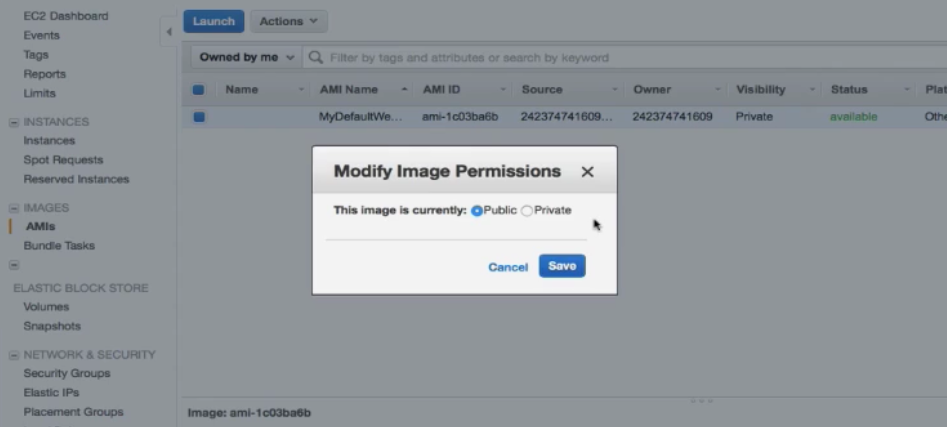 EC2 Dashboard
Events
Tags
Reports
Limits
INSTANCES
Instances
Spot Requests
Reserved Instances
IMAGES
AMIs
Bundle Tasks
ELASTIC BLOCK STORE
Volumes
Snapshots
NETWORK & SECURITY
Security Groups
Elastic IPs
Placement Groups
Launch Actions
Owned by me Filter by tags and attributes or search by keyword
Name AMI Name AMI ID Source Owner Visibility Status Plat
MyDefaultWe... ami-1c03ba6b 242374741609... 242374741609 Private available Othe
Modify Image Permissions
This image is currently: Public Private
Cancel Save
Image: ami-1c03ba6b